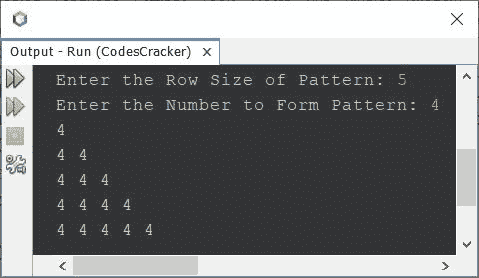 Output - Run (CodesCracker) ×
Enter the Row Size of Pattern: 5
Enter the Number to Form Pattern: 4
4
4 4
4 4 4
4 4 4 4
4 4 4 4 4